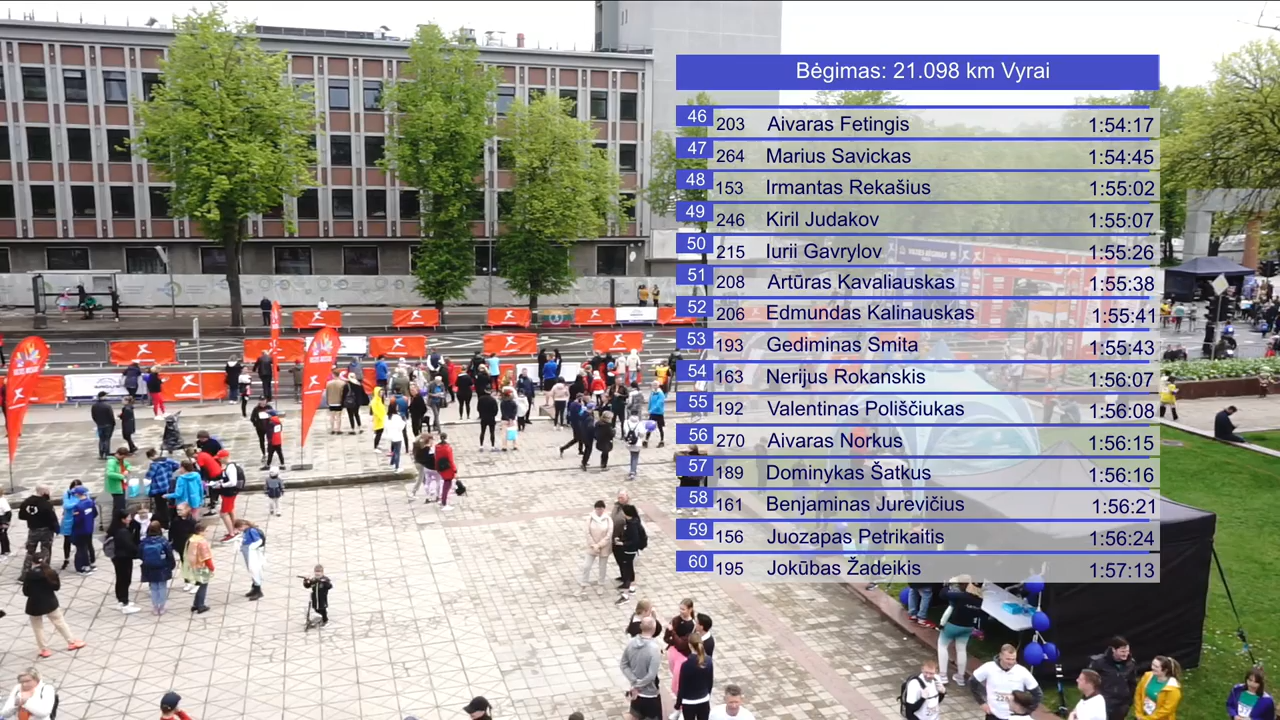 Bėgimas: 21.098 km Vyrai
46 203 Aivaras Fetingis 1:54:17
47 264 Marius Savickas 1:54:45
48 153 Irmantas Rekašius 1:55:02
49 246 Kiril Judakov 1:55:07
50 215 Iurii Gavrylov 1:55:26
51 208 Artūras Kavaliauskas 1:55:38
52 206 Edmundas Kalinauskas 1:55:41
53 193 Gediminas Smita 1:55:43
54 163 Nerijus Rokanskis 1:56:07
55 192 Valentinas Poliščiukas 1:56:08
56 270 Aivaras Norkus 1:56:15
57 189 Dominykas Šatkus 1:56:16
58 161 Benjaminas Jurevičius 1:56:21
59 156 Juozapas Petrikaitis 1:56:24
60 195 Jokūbas Žadeikis 1:57:13